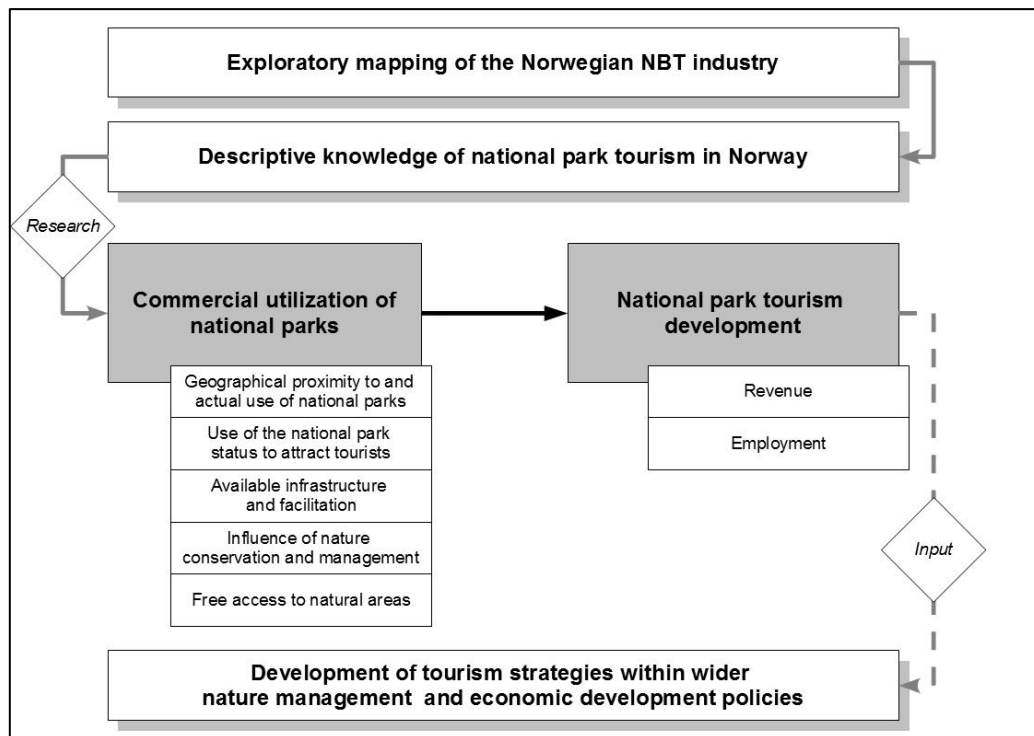 Exploratory mapping of the Norwegian NBT industry
Descriptive knowledge of national park tourism in Norway
Research
Commercial utilization of
national parks
National park tourism
development
Geographical proximity to and
actual use of national parks
Use of the national park
status to attract tourists
Available infrastructure
and facilitation
Influence of nature
conservation and management
Free access to natural areas
Revenue
Employment
Input
Development of tourism strategies within wider
nature management and economic development policies